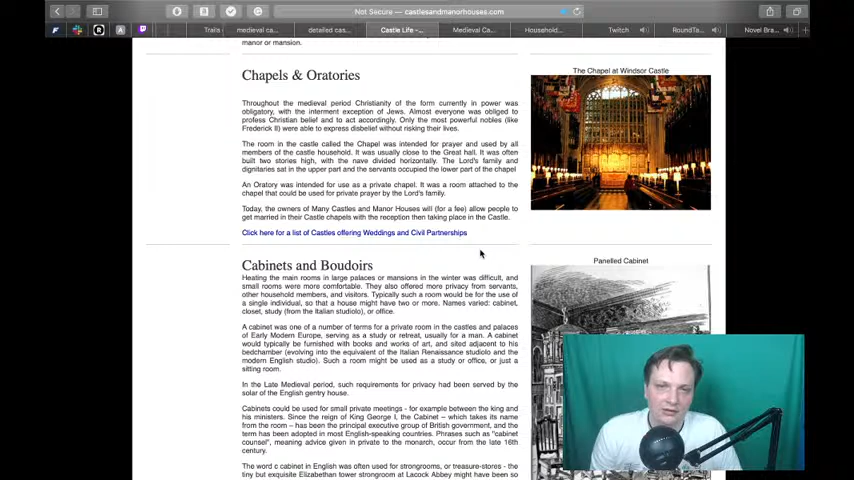 Not Secure — castlesandmanorhouses.com
Trails
medieval ca...
detailed cas...
Castle Life -...
Medieval Ca...
Household...
Twitch
RoundTa...
Novel Bra...
manor or mansion.
Chapels & Oratories
The Chapel at Windsor Castle
Throughout the medieval period Christianity of the form currently in power was
obligatory, with the interment exception of Jews. Almost everyone was obliged to
profess Christian belief and to act accordingly. Only the most powerful nobles (like
Frederick II) were able to express disbelief without risking their lives.
The room in the castle called the Chapel was intended for prayer and used by all
members of the castle household. It was usually close to the Great hall. It was often
built two stories high, with the nave divided horizontally. The Lord's family and
dignitaries sat in the upper part and the servants occupied the lower part of the chapel
An Oratory was intended for use as a private chapel. It was a room attached to the
chapel that could be used for private prayer by the Lord's family.
Today, the owners of Many Castles and Manor Houses will (for a fee) allow people to
get married in their Castle chapels with the reception then taking place in the Castle.
Click here for a list of Castles offering Weddings and Civil Partnerships
Cabinets and Boudoirs
Panelled Cabinet
Heating the main rooms in large palaces or mansions in the winter was difficult, and
small rooms were more comfortable. They also offered more privacy from servants,
other household members, and visitors. Typically such a room would be for the use of
a single individual, so that a house might have two or more. Names varied: cabinet,
closet, study (from the Italian studiolo), or office.
A cabinet was one of a number of terms for a private room in the castles and palaces
of Early Modern Europe, serving as a study or retreat, usually for a man. A cabinet
would typically be furnished with books and works of art, and sited adjacent to his
bedchamber (evolving into the equivalent of the Italian Renaissance studiolo and the
modern English studio). Such a room might be used as a study or office, or just a
sitting room.
In the Late Medieval period, such requirements for privacy had been served by the
solar of the English gentry house.
Cabinets could be used for small private meetings - for example between the king and
his ministers. Since the reign of King George I, the Cabinet – which takes its name
from the room – has been the principal executive group of British government, and
the term has been adopted in most English-speaking countries. Phrases such as "cabinet
counsel", meaning advice given in private to the monarch, occur from the late 16th
century.
The word c cabinet in English was often used for strongrooms, or treasure-stores - the
tiny but exquisite Elizabethan tower strongroom at Lacock Abbey might have been so